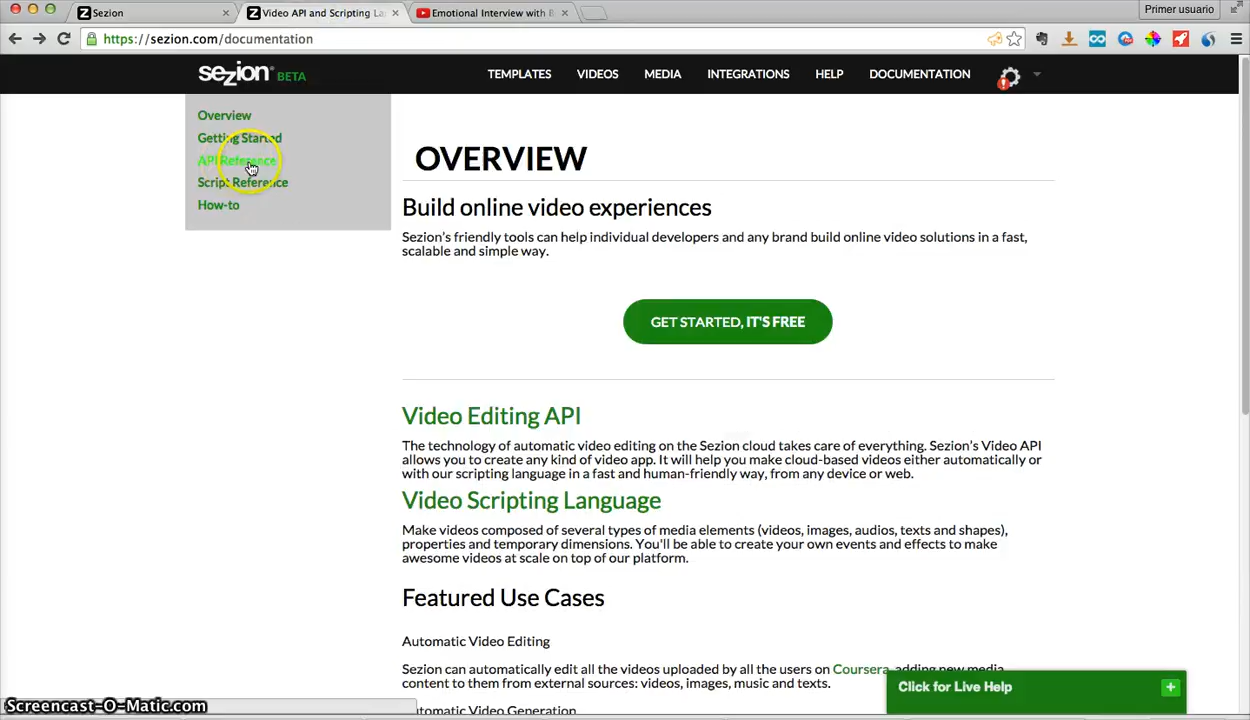 Sezion
Video API and Scripting La
Emotional Interview with B
Primer usuario
https://sezion.com/documentation
sezion BETA
TEMPLATES
VIDEOS
MEDIA
INTEGRATIONS
HELP
DOCUMENTATION
Overview
Getting Started
API Reference
Script Reference
How-to
OVERVIEW
Build online video experiences
Sezion's friendly tools can help individual developers and any brand build online video solutions in a fast,
scalable and simple way.
GET STARTED, IT'S FREE
Video Editing API
The technology of automatic video editing on the Sezion cloud takes care of everything. Sezion's Video API
allows you to create any kind of video app. It will help you make cloud-based videos either automatically or
with our scripting language in a fast and human-friendly way, from any device or web.
Video Scripting Language
Make videos composed of several types of media elements (videos, images, audios, texts and shapes),
properties and temporary dimensions. You'll be able to create your own events and effects to make
awesome videos at scale on top of our platform.
Featured Use Cases
Automatic Video Editing
Sezion can automatically edit all the videos uploaded by all the users on Coursera, adding new media
content to them from external sources: videos, images, music and texts.
Click for Live Help +
Automatic Video Generation
Screencast-O-Matic.com